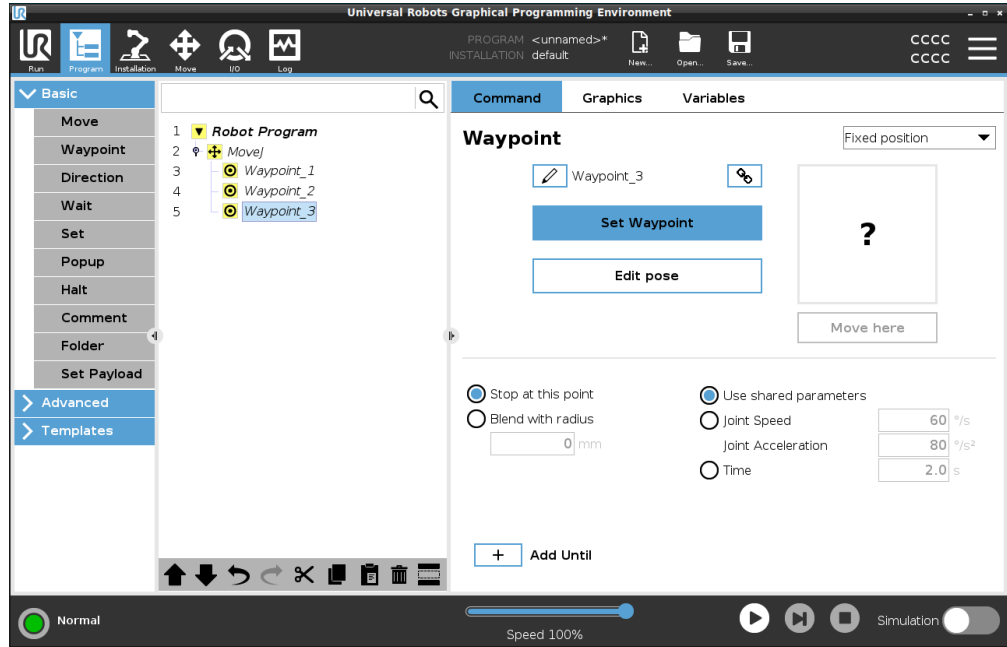 UR
Universal Robots Graphical Programming Environment
UR
Run
Program
Installation
Move
I/O
Log
PROGRAM <unnamed>*
INSTALLATION default
New...
Open...
Save...
CCCC
CCCC
Basic
Move
Waypoint
Direction
Wait
Set
Popup
Halt
Comment
Folder
Set Payload
Advanced
Templates
1 Robot Program
2 MoveJ
3 Waypoint_1
4 Waypoint_2
5 Waypoint_3
Command Graphics Variables
Waypoint
Fixed position
Waypoint_3
Set Waypoint
Edit pose
?
Move here
Stop at this point
Blend with radius
0 mm
Use shared parameters
Joint Speed 60 °/s
Joint Acceleration 80 °/s²
Time 2.0 s
+ Add Until
Normal
Speed 100%
Simulation